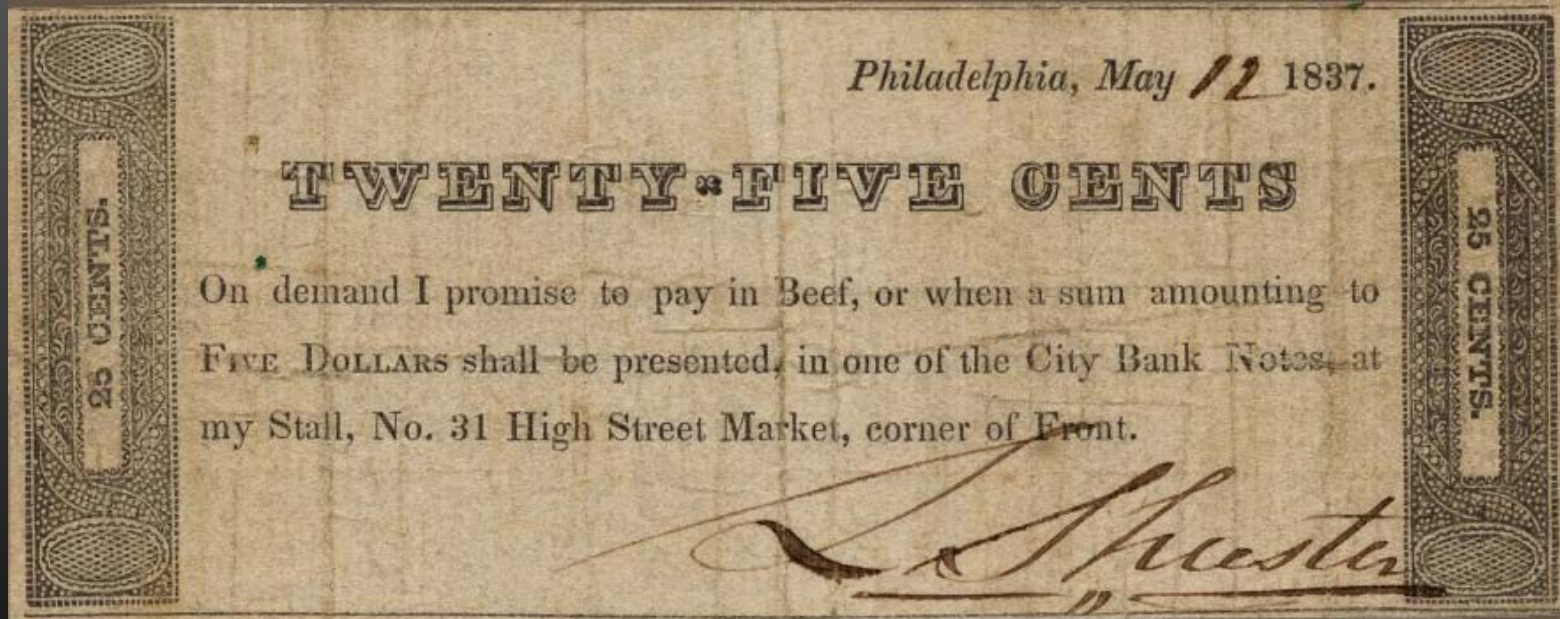 Philadelphia, May 12 1837.
TWENTY-FIVE CENTS
25 CENTS.
On demand I promise to pay in Beef, or when a sum amounting to
FIVE DOLLARS shall be presented, in one of the City Bank Notes, at
my Stall, No. 31 High Street Market, corner of Front.
25 CENTS.
L Shuster